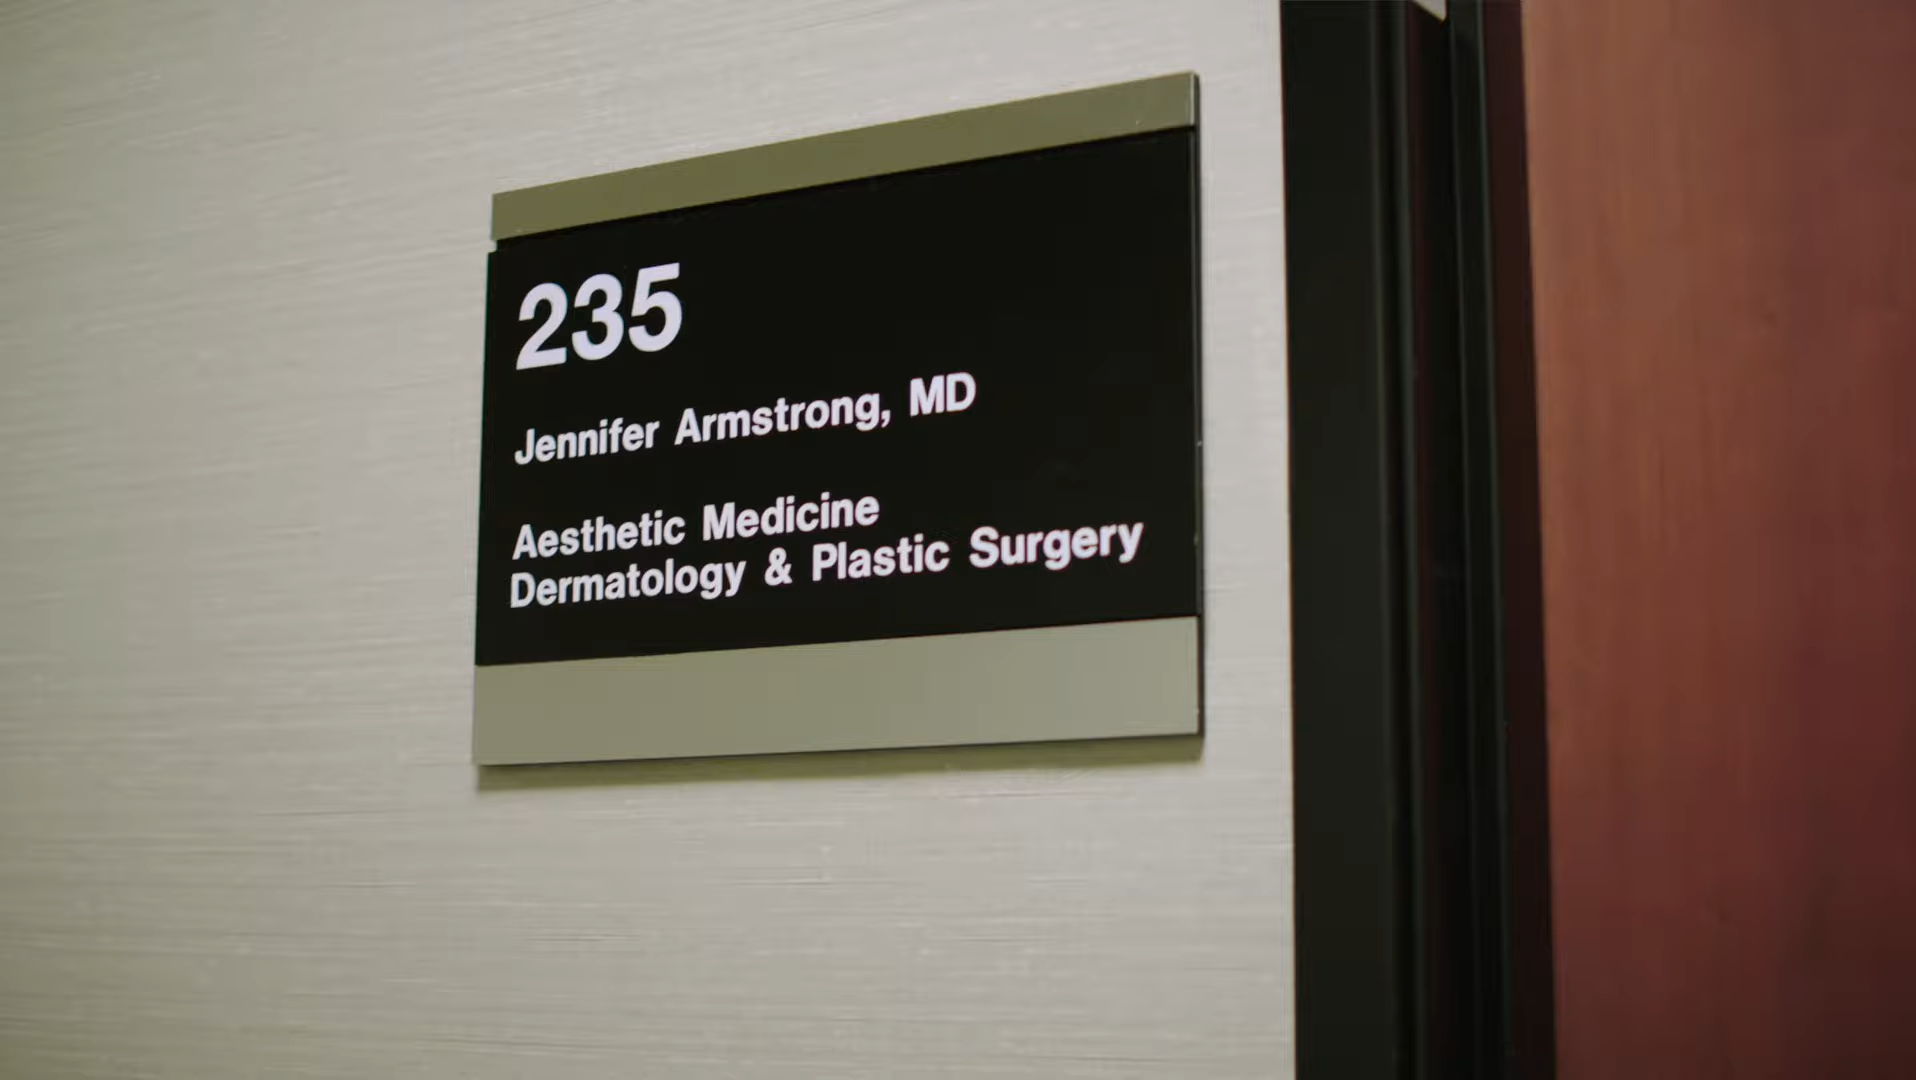 235
Jennifer Armstrong, MD
Aesthetic Medicine
Dermatology & Plastic Surgery